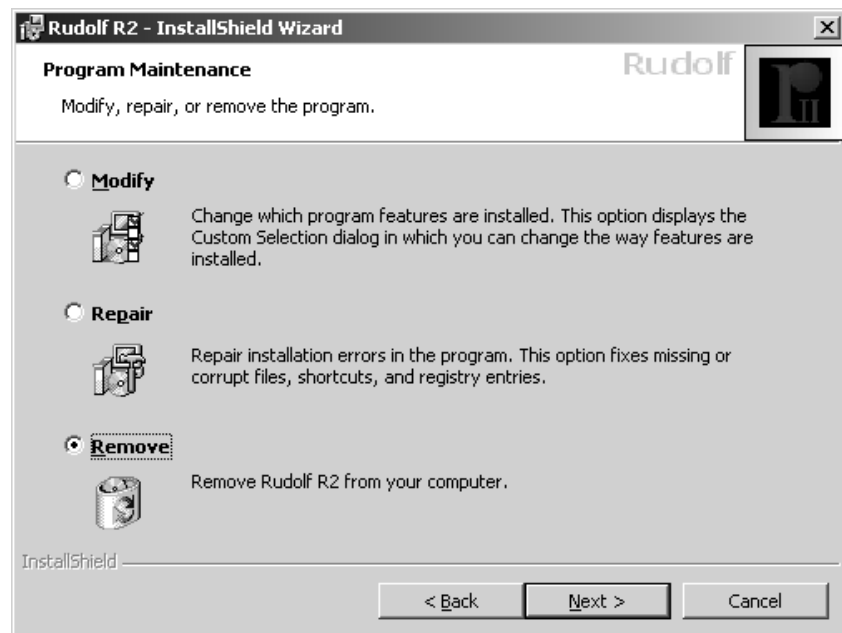 Rudolf R2 - InstallShield Wizard
Program Maintenance
Rudolf
Modify, repair, or remove the program.
rII
Modify
Change which program features are installed. This option displays the
Custom Selection dialog in which you can change the way features are
installed.
Repair
Repair installation errors in the program. This option fixes missing or
corrupt files, shortcuts, and registry entries.
Remove
Remove Rudolf R2 from your computer.
InstallShield
< Back
Next >
Cancel